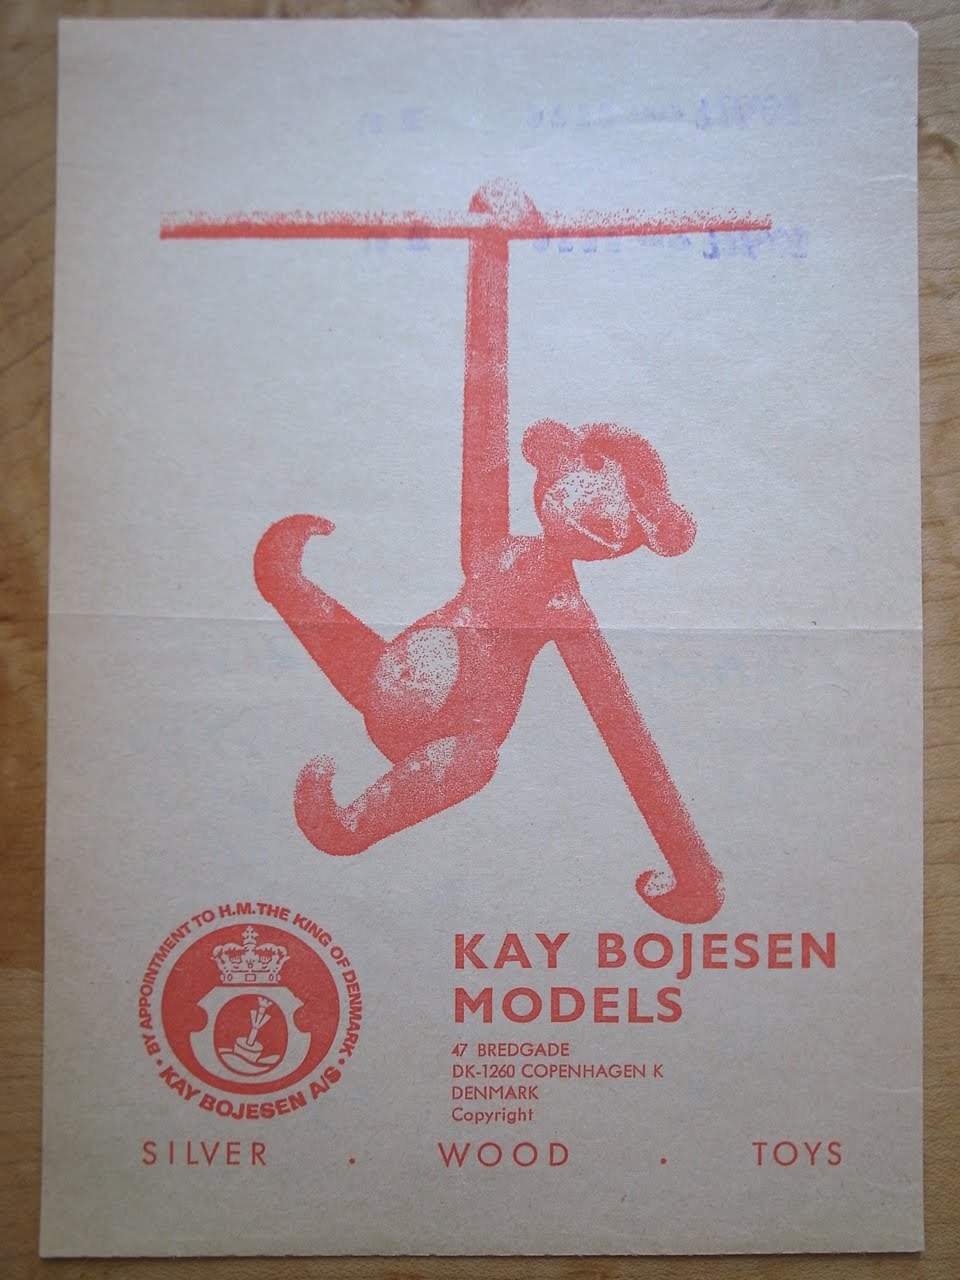 BY APPOINTMENT TO H.M. THE KING OF DENMARK
• KAY BOJESEN A/S •
KAY BOJESEN
MODELS
47 BREDGADE
DK-1260 COPENHAGEN K
DENMARK
Copyright
SILVER . WOOD . TOYS